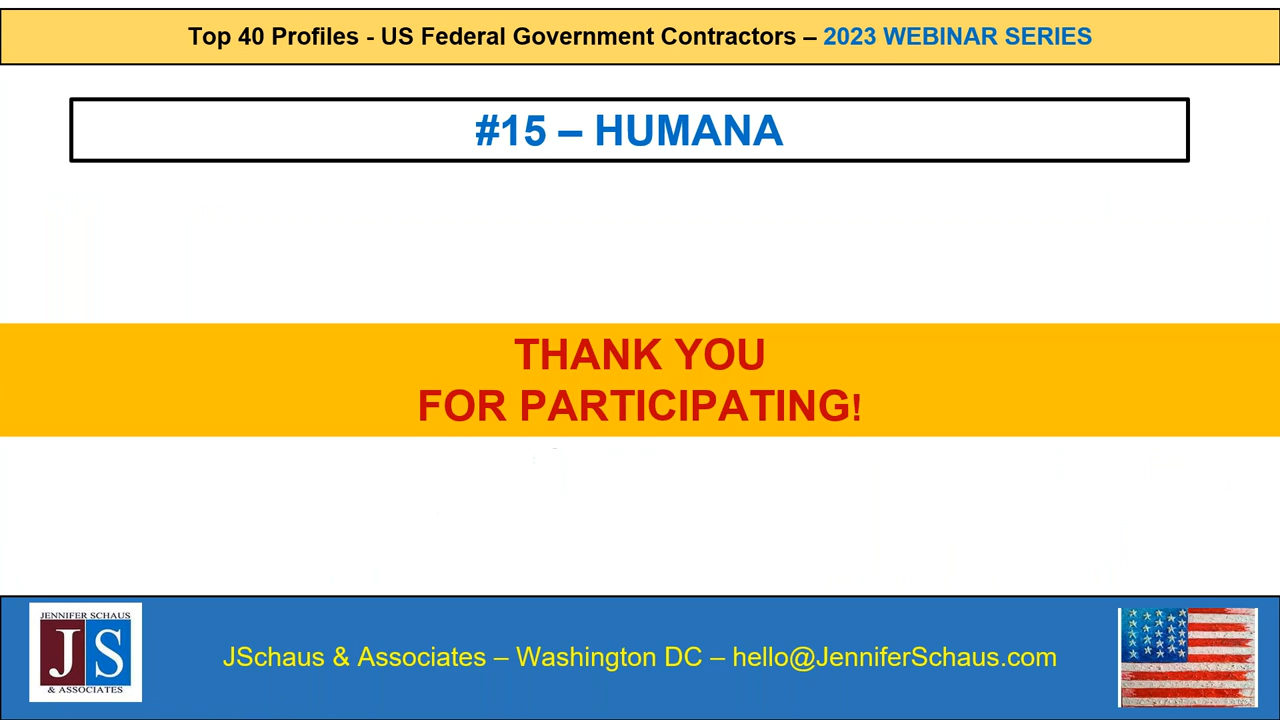 Top 40 Profiles - US Federal Government Contractors – 2023 WEBINAR SERIES
#15 – HUMANA
THANK YOU
FOR PARTICIPATING!
JENNIFER SCHAUS
JS
& ASSOCIATES
JSchaus & Associates – Washington DC – hello@JenniferSchaus.com